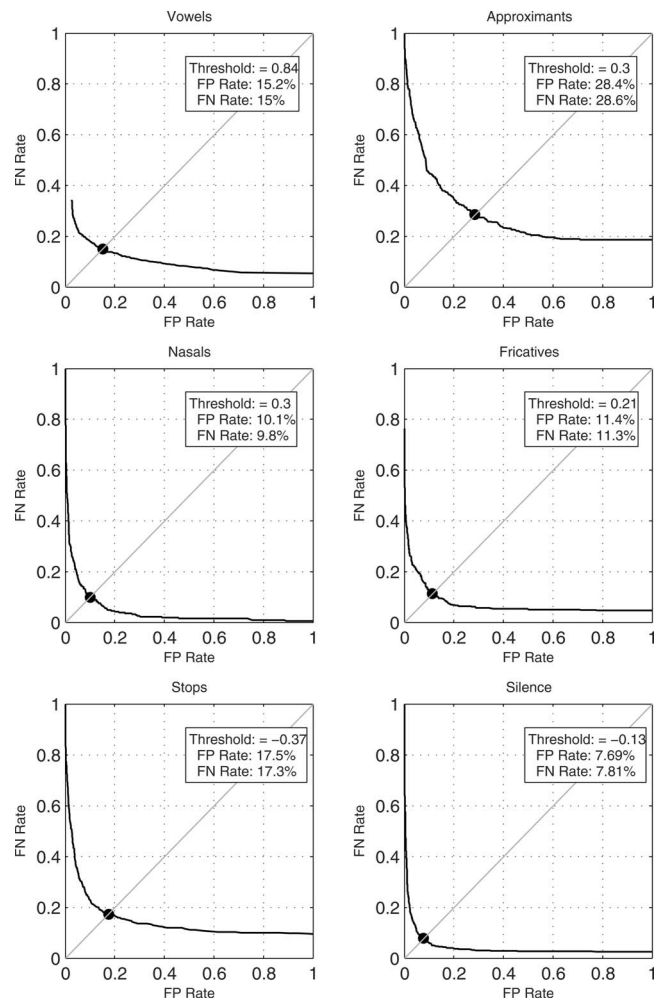 Vowels
1
0.8
0.6
0.4
0.2
0
FN Rate
Threshold: = 0.84
FP Rate: 15.2%
FN Rate: 15%
0 0.2 0.4 0.6 0.8 1
FP Rate
Approximants
1
0.8
0.6
0.4
0.2
0
FN Rate
Threshold: = 0.3
FP Rate: 28.4%
FN Rate: 28.6%
0 0.2 0.4 0.6 0.8 1
FP Rate
Nasals
1
0.8
0.6
0.4
0.2
0
FN Rate
Threshold: = 0.3
FP Rate: 10.1%
FN Rate: 9.8%
0 0.2 0.4 0.6 0.8 1
FP Rate
Fricatives
1
0.8
0.6
0.4
0.2
0
FN Rate
Threshold: = 0.21
FP Rate: 11.4%
FN Rate: 11.3%
0 0.2 0.4 0.6 0.8 1
FP Rate
Stops
1
0.8
0.6
0.4
0.2
0
FN Rate
Threshold: = −0.37
FP Rate: 17.5%
FN Rate: 17.3%
0 0.2 0.4 0.6 0.8 1
FP Rate
Silence
1
0.8
0.6
0.4
0.2
0
FN Rate
Threshold: = −0.13
FP Rate: 7.69%
FN Rate: 7.81%
0 0.2 0.4 0.6 0.8 1
FP Rate